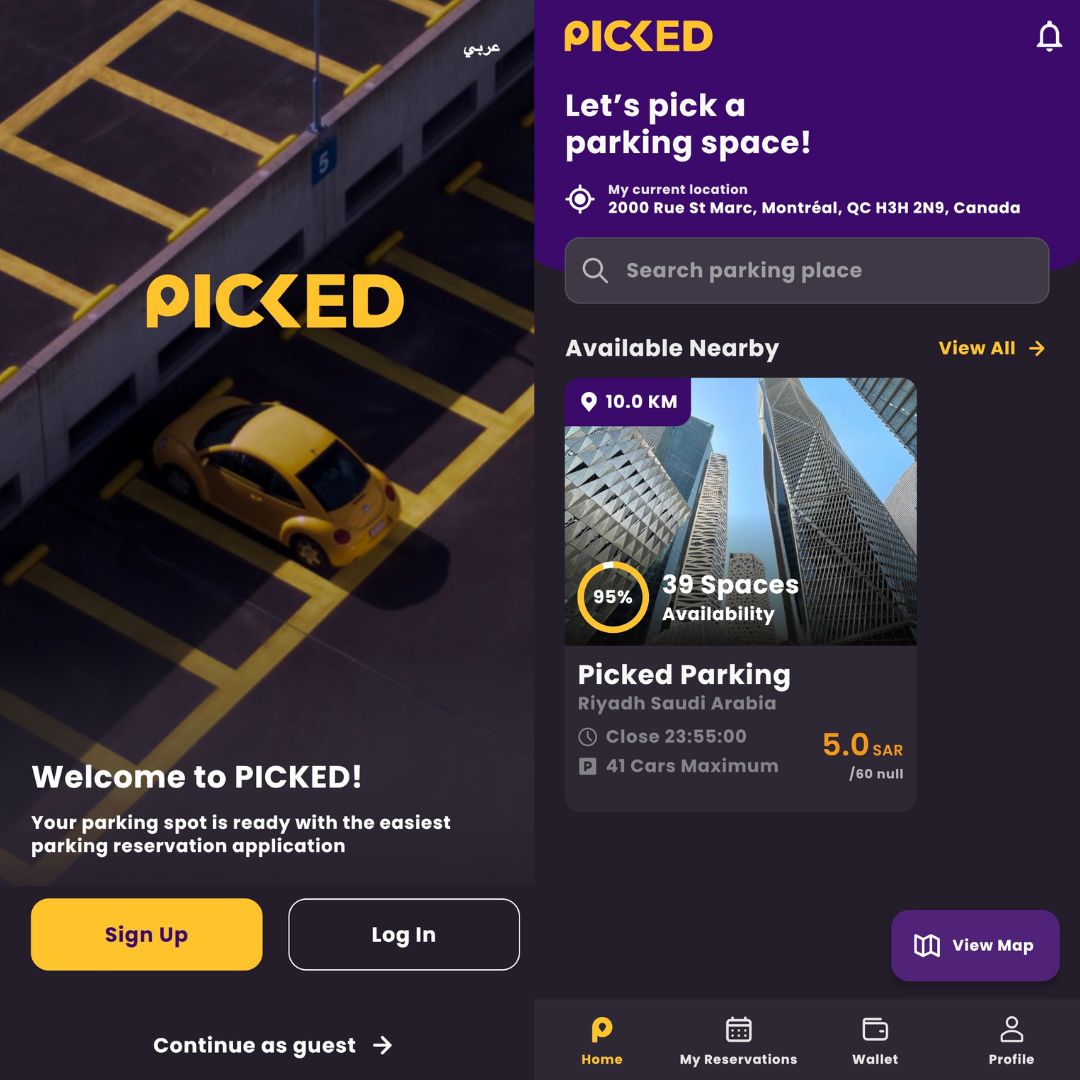 عربي
5
PICKED
Welcome to PICKED!
Your parking spot is ready with the easiest
parking reservation application
Sign Up
Log In
Continue as guest
PICKED
Let's pick a
parking space!
My current location
2000 Rue St Marc, Montréal, QC H3H 2N9, Canada
Search parking place
Available Nearby
View All
10.0 KM
95%
39 Spaces
Availability
Picked Parking
Riyadh Saudi Arabia
Close 23:55:00
P 41 Cars Maximum
5.0 SAR
/60 null
View Map
Home
My Reservations
Wallet
Profile